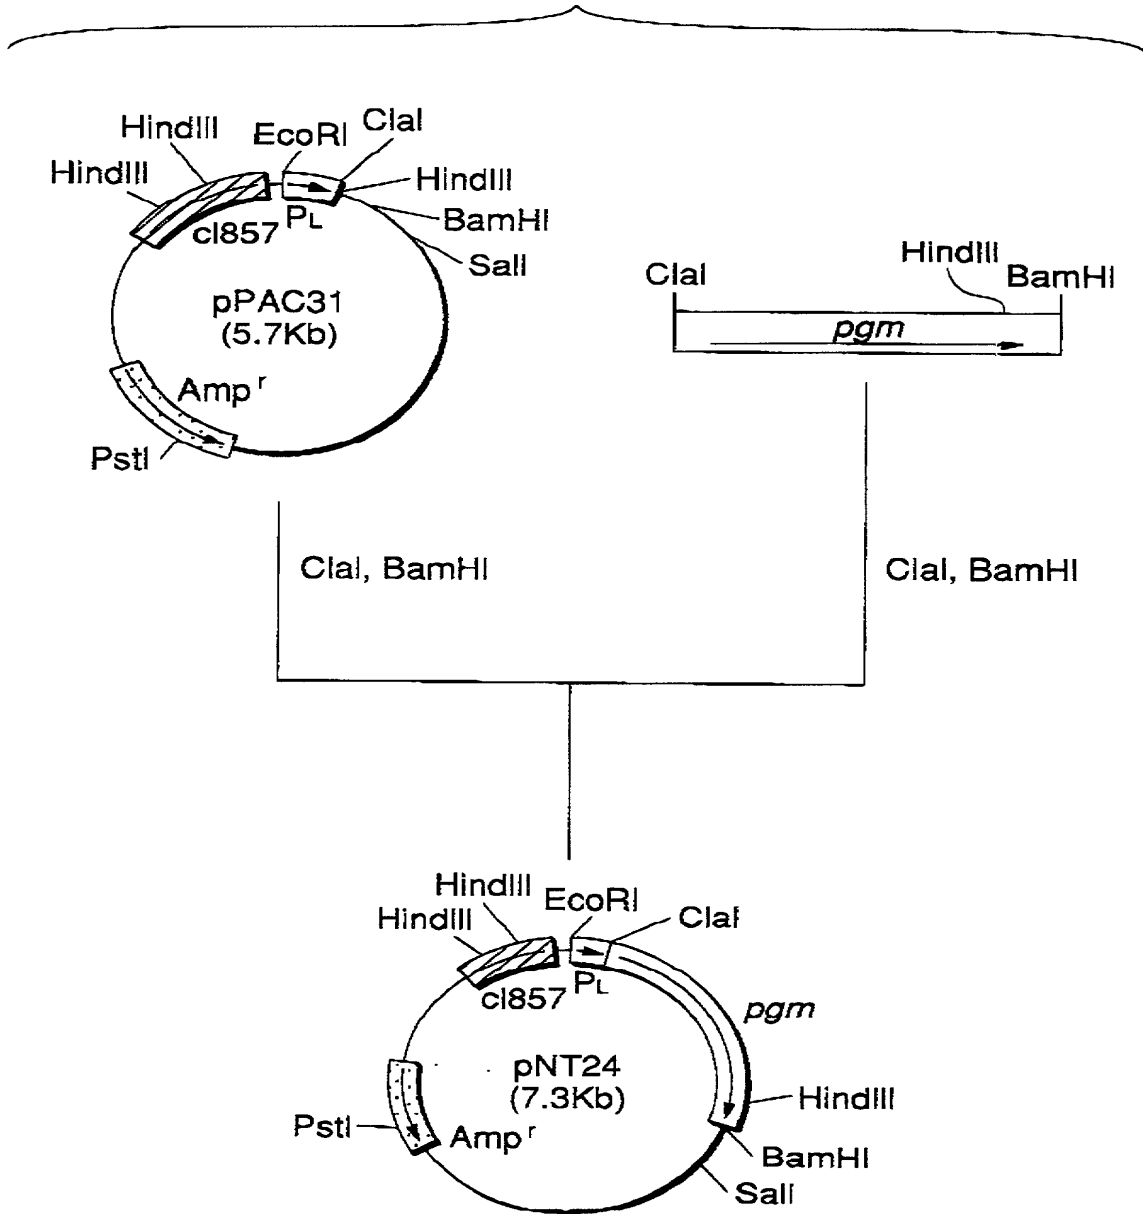 HindIII
EcoRI
ClaI
HindIII
HindIII
cI857
PL
BamHI
SalI
pPAC31
(5.7Kb)
Amp r
PstI
ClaI
HindIII
BamHI
pgm
ClaI, BamHI
ClaI, BamHI
HindIII
EcoRI
HindIII
ClaI
cI857
PL
pgm
pNT24
(7.3Kb)
HindIII
PstI
Amp r
BamHI
SalI